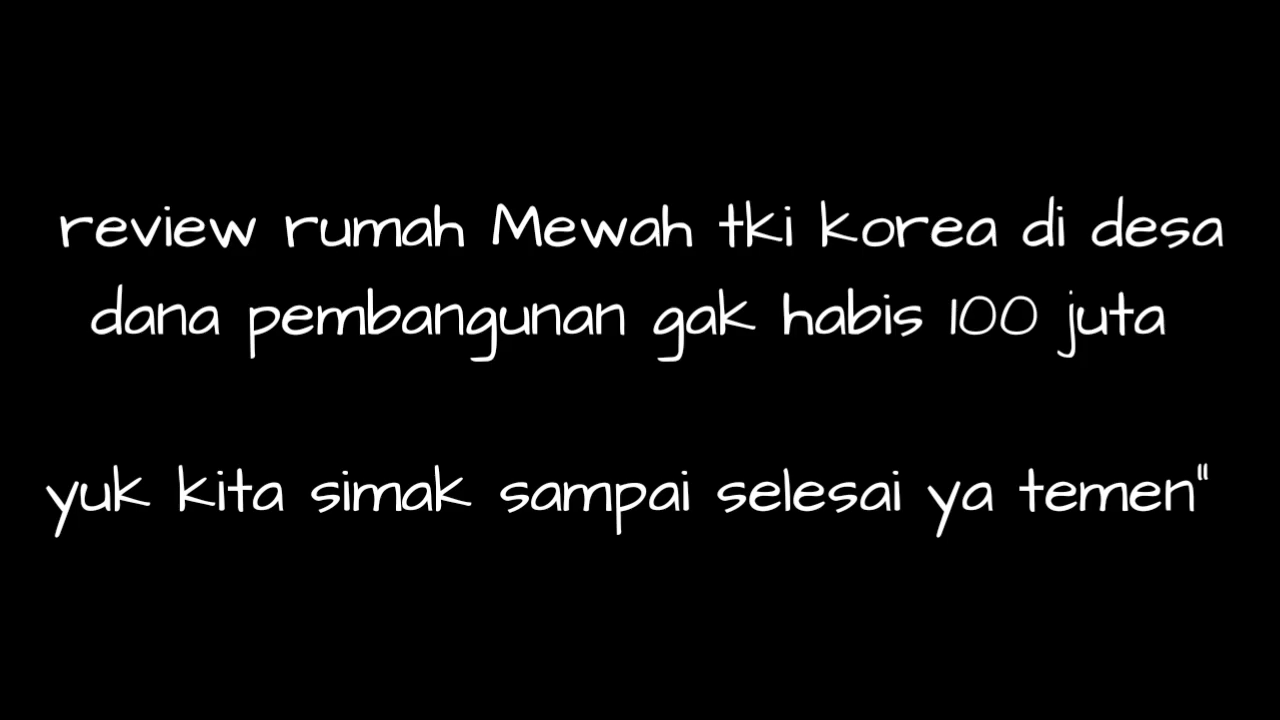 review rumah Mewah tki korea di desa
dana pembangunan gak habis 100 juta
yuk kita simak sampai selesai ya temen"